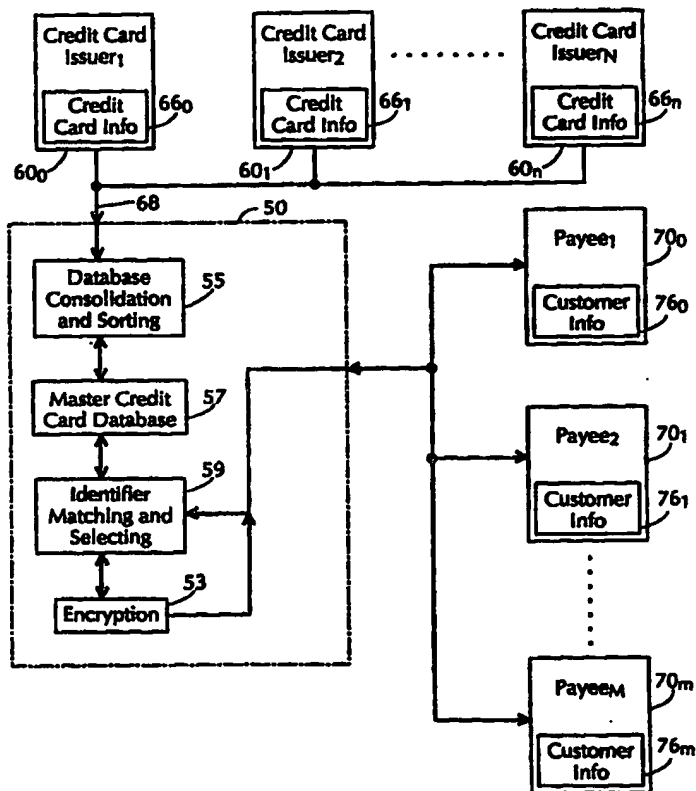 Credit Card
Issuer₁
Credit
Card Info
66₀
60₀
Credit Card
Issuer₂
Credit
Card Info
66₁
60₁
Credit Card
Issuer_N
Credit
Card Info
66ₙ
60ₙ
68
50
Database
Consolidation
and Sorting
55
Master Credit
Card Database
57
59
Identifier
Matching and
Selecting
53
Encryption
Payee₁
70₀
Customer
Info
76₀
Payee₂
70₁
Customer
Info
76₁
Payee_M
70ₘ
Customer
Info
76ₘ